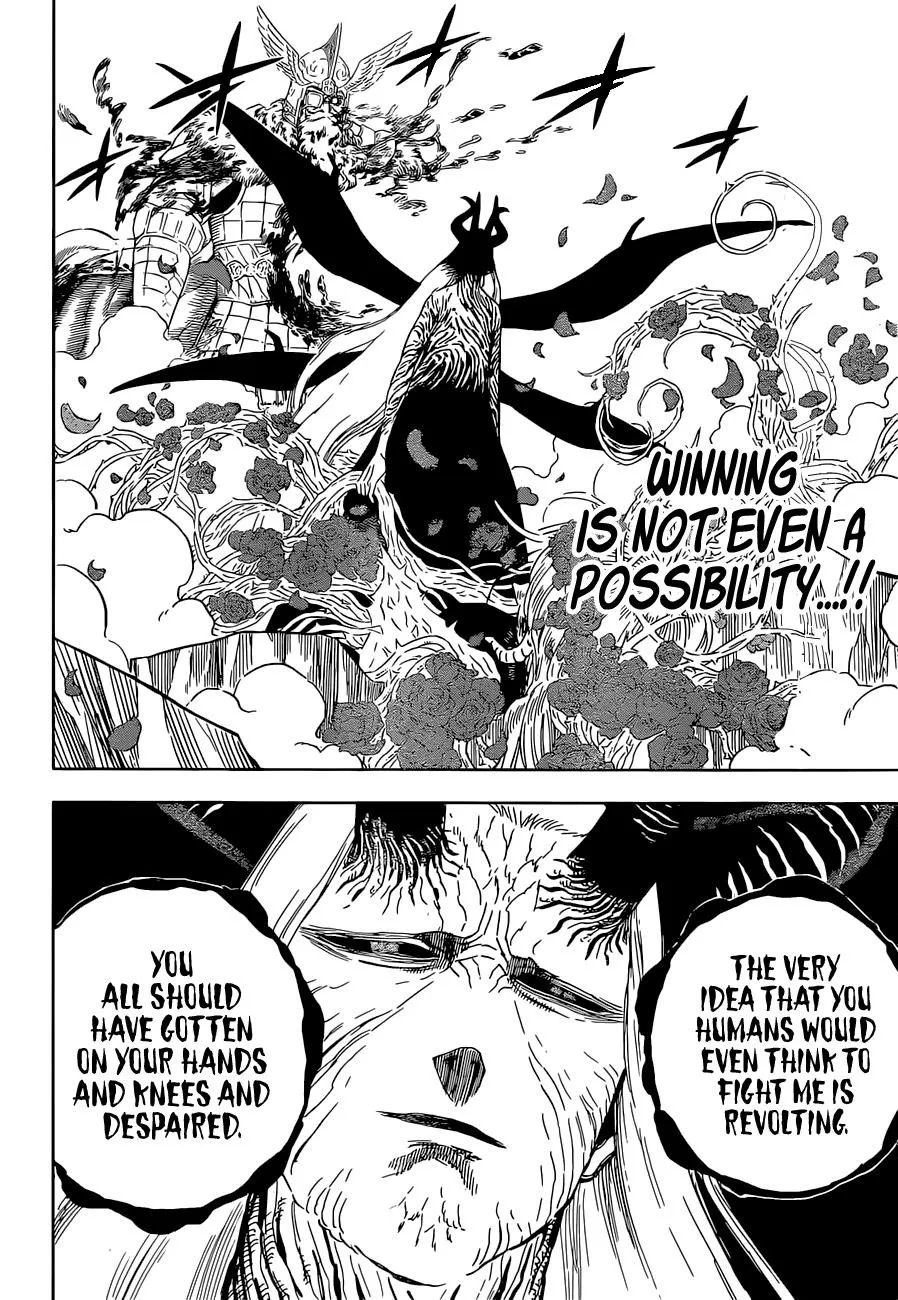 WINNING
IS NOT EVEN A
POSSIBILITY....!!
THE VERY
IDEA THAT YOU
HUMANS WOULD
EVEN THINK TO
FIGHT ME IS
REVOLTING.
YOU
ALL SHOULD
HAVE GOTTEN
ON YOUR HANDS
AND KNEES AND
DESPAIRED.